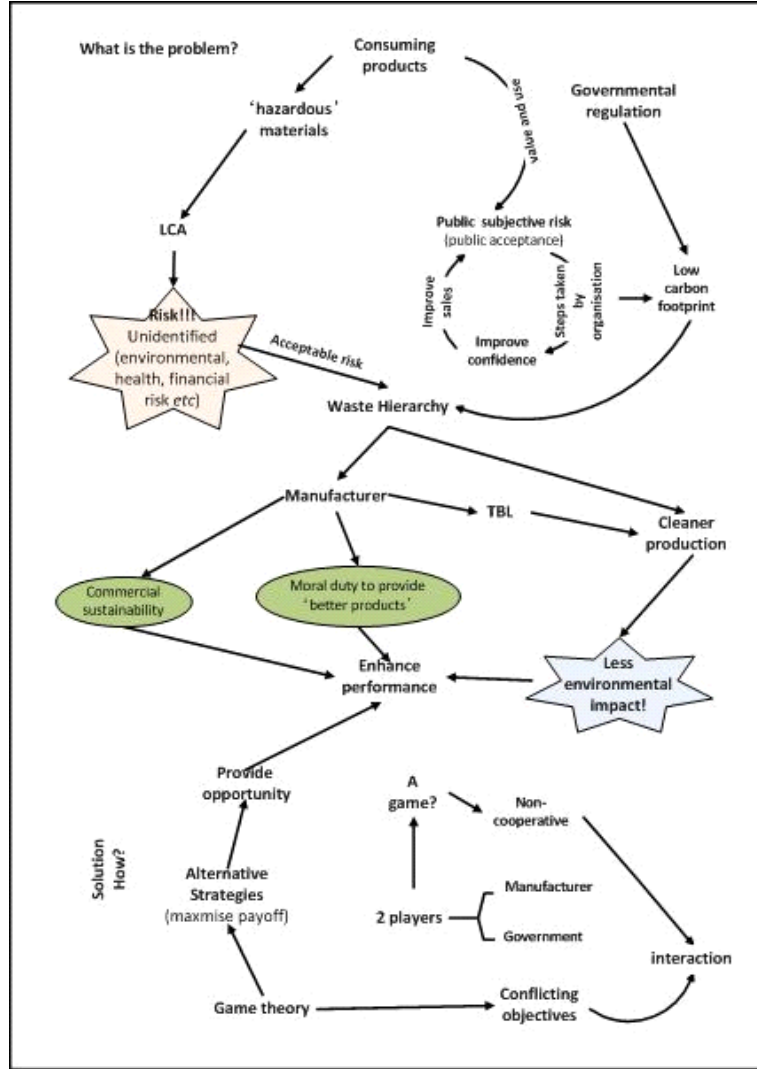 What is the problem?
Consuming
products
'hazardous'
materials
value and use
Governmental
regulation
LCA
Public subjective risk
(public acceptance)
Improve
sales
Steps taken
by
organisation
Improve
confidence
Low
carbon
footprint
Risk!!!
Unidentified
(environmental,
health, financial
risk etc)
Acceptable risk
Waste Hierarchy
Manufacturer
TBL
Cleaner
production
Commercial
sustainability
Moral duty to provide
'better products'
Enhance
performance
Less
environmental
impact!
Provide
opportunity
A
game?
Non-
cooperative
Solution
How?
Alternative
Strategies
(maxmise payoff)
2 players
Manufacturer
Government
interaction
Game theory
Conflicting
objectives